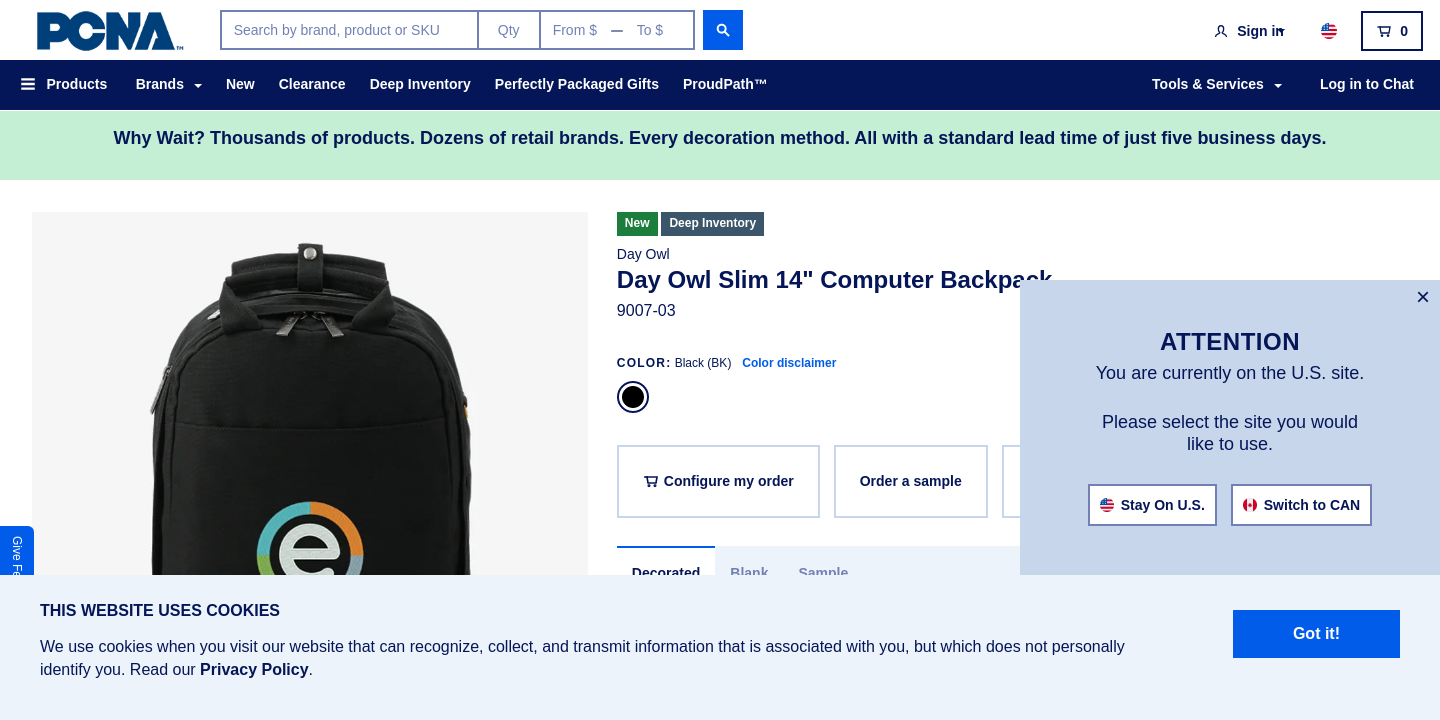 PCNA™
Search by brand, product or SKU
Qty
From $ — To $
Sign in
0
Products
Brands
New
Clearance
Deep Inventory
Perfectly Packaged Gifts
ProudPath™
Tools & Services
Log in to Chat
Why Wait? Thousands of products. Dozens of retail brands. Every decoration method. All with a standard lead time of just five business days.
New
Deep Inventory
Day Owl
Day Owl Slim 14" Computer Backpack
9007-03
COLOR: Black (BK) Color disclaimer
Configure my order
Order a sample
Decorated
Blank
Sample
e
×
ATTENTION
You are currently on the U.S. site.
Please select the site you would
like to use.
Stay On U.S.
Switch to CAN
Give
THIS WEBSITE USES COOKIES
We use cookies when you visit our website that can recognize, collect, and transmit information that is associated with you, but which does not personally
identify you. Read our Privacy Policy.
Got it!